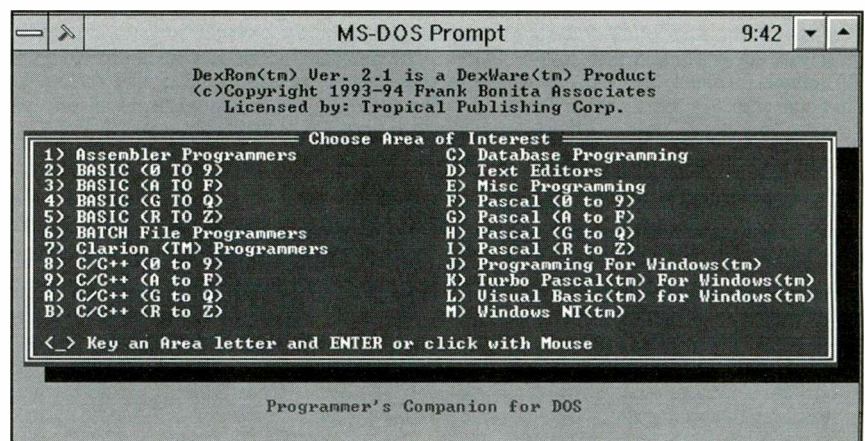 MS-DOS Prompt 9:42
DexRom(tm) Ver. 2.1 is a DexWare(tm) Product
(c)Copyright 1993-94 Frank Bonita Associates
Licensed by: Tropical Publishing Corp.
Choose Area of Interest
1) Assembler Programmers
2) BASIC (0 TO 9)
3) BASIC (A TO F)
4) BASIC (G TO Q)
5) BASIC (R TO Z)
6) BATCH File Programmers
7) Clarion (TM) Programmers
8) C/C++ (0 to 9)
9) C/C++ (A to F)
A) C/C++ (G to Q)
B) C/C++ (R to Z)
C) Database Programming
D) Text Editors
E) Misc Programming
F) Pascal (0 to 9)
G) Pascal (A to F)
H) Pascal (G to Q)
I) Pascal (R to Z)
J) Programming For Windows(tm)
K) Turbo Pascal(tm) For Windows(tm)
L) Visual Basic(tm) for Windows(tm)
M) Windows NT(tm)
(_) Key an Area letter and ENTER or click with Mouse
Programmer's Companion for DOS